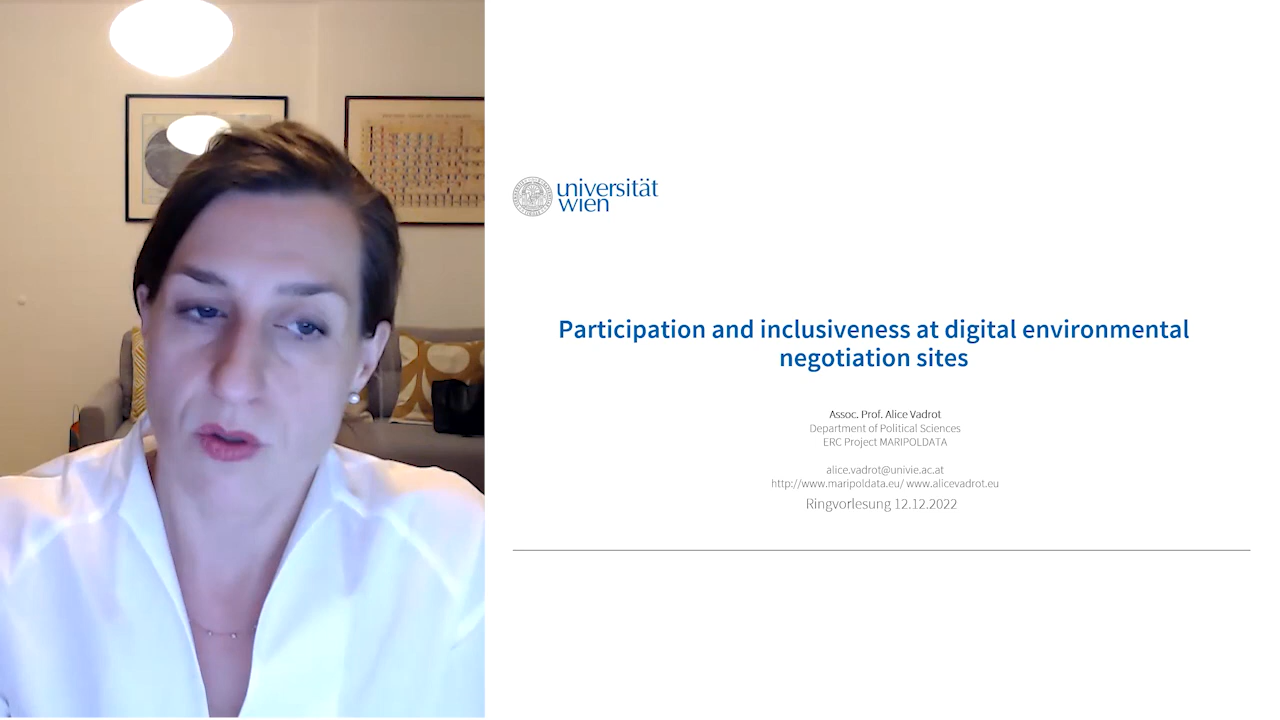 universität
wien
Participation and inclusiveness at digital environmental
negotiation sites
Assoc. Prof. Alice Vadrot
Department of Political Sciences
ERC Project MARIPOLDATA
alice.vadrot@univie.ac.at
http://www.maripoldata.eu/ www.alicevadrot.eu
Ringvorlesung 12.12.2022